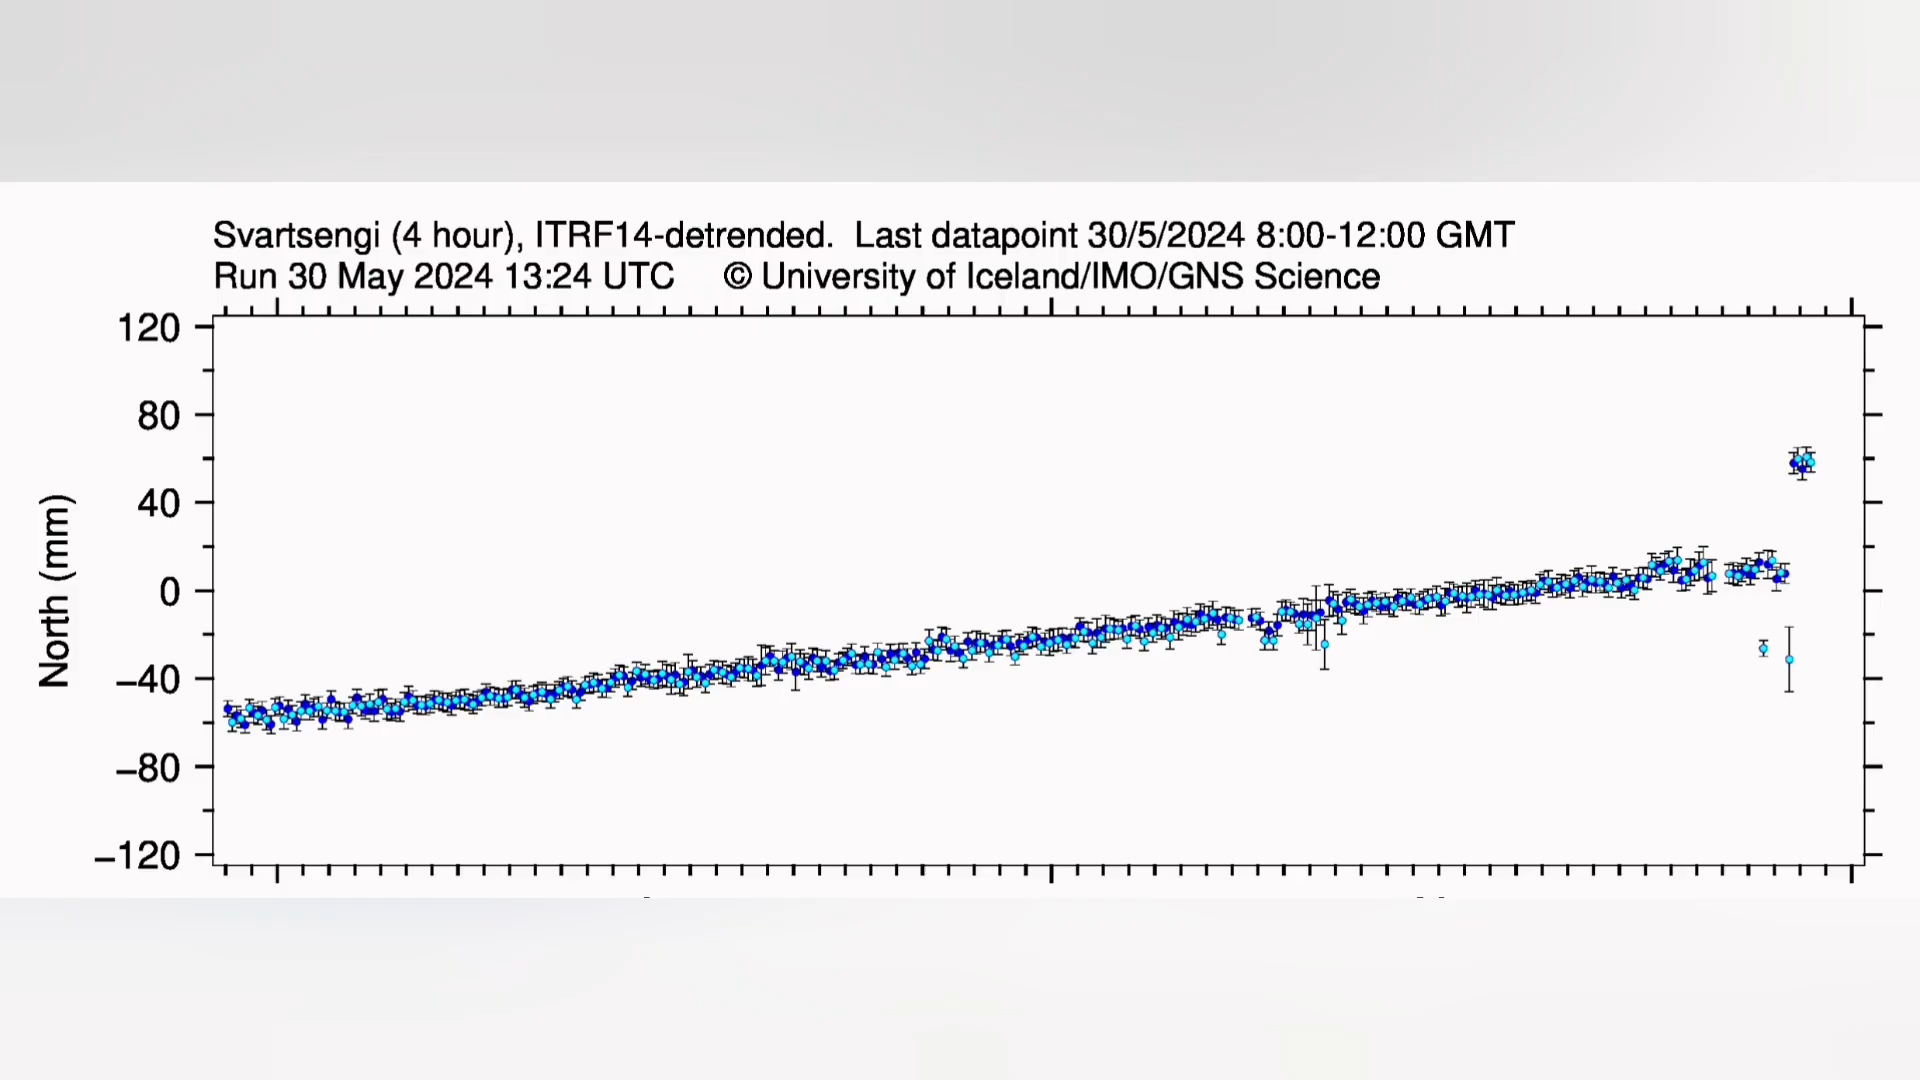 Svartsengi (4 hour), ITRF14-detrended. Last datapoint 30/5/2024 8:00-12:00 GMT
Run 30 May 2024 13:24 UTC © University of Iceland/IMO/GNS Science
120
80
40
0
−40
−80
−120
North (mm)